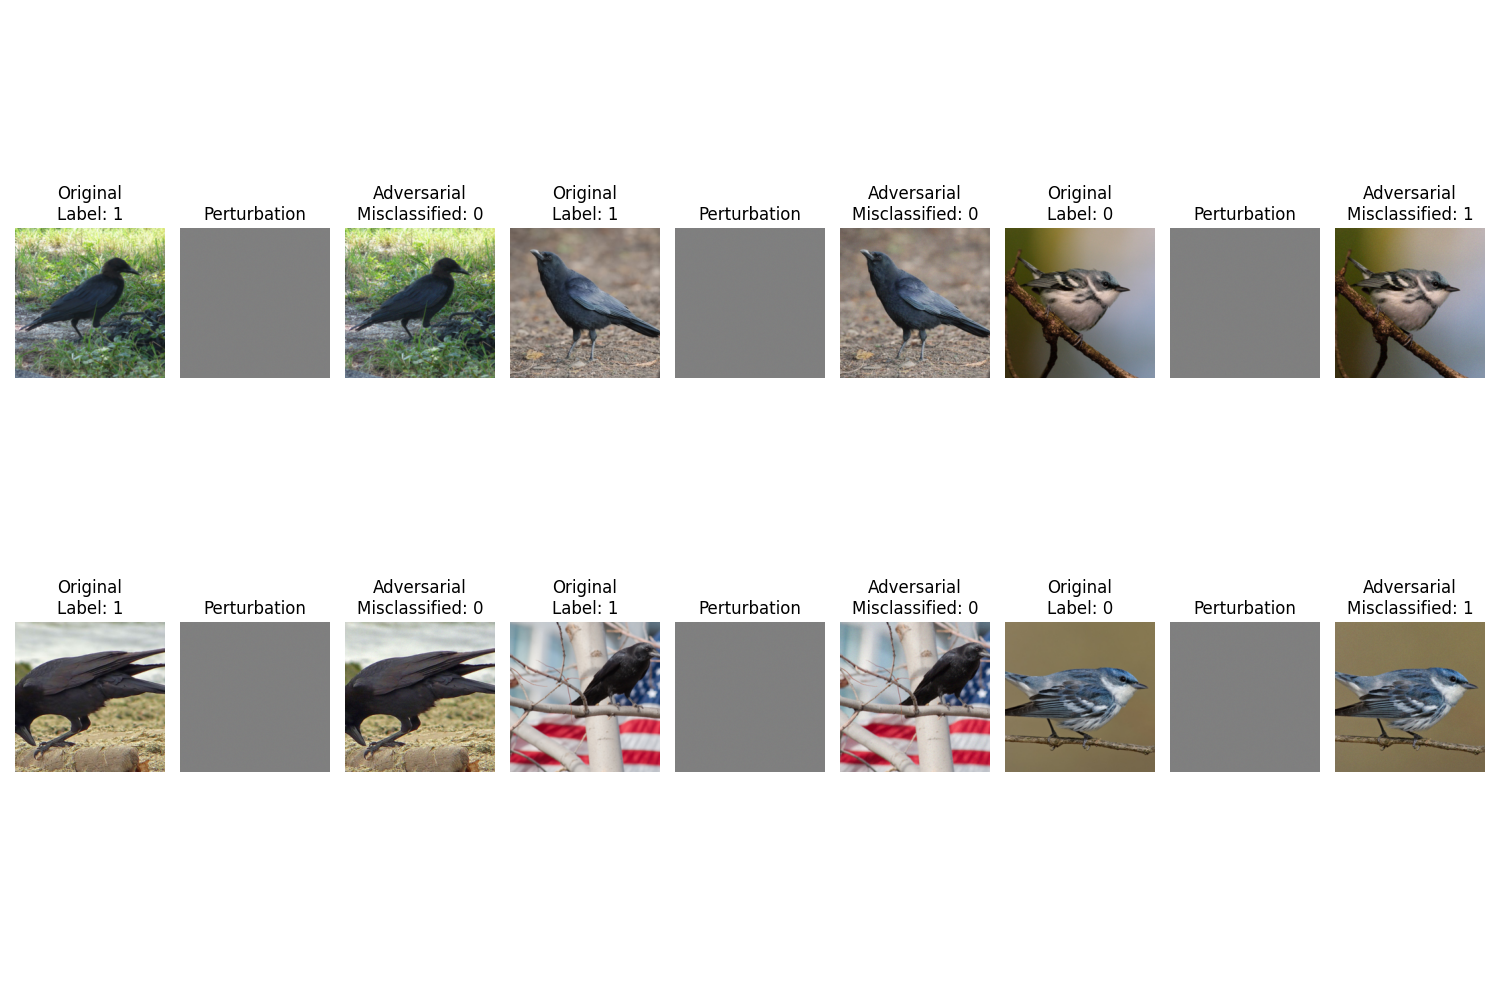 Original
Label: 1
Perturbation
Adversarial
Misclassified: 0
Original
Label: 1
Perturbation
Adversarial
Misclassified: 0
Original
Label: 0
Perturbation
Adversarial
Misclassified: 1
Original
Label: 1
Perturbation
Adversarial
Misclassified: 0
Original
Label: 1
Perturbation
Adversarial
Misclassified: 0
Original
Label: 0
Perturbation
Adversarial
Misclassified: 1